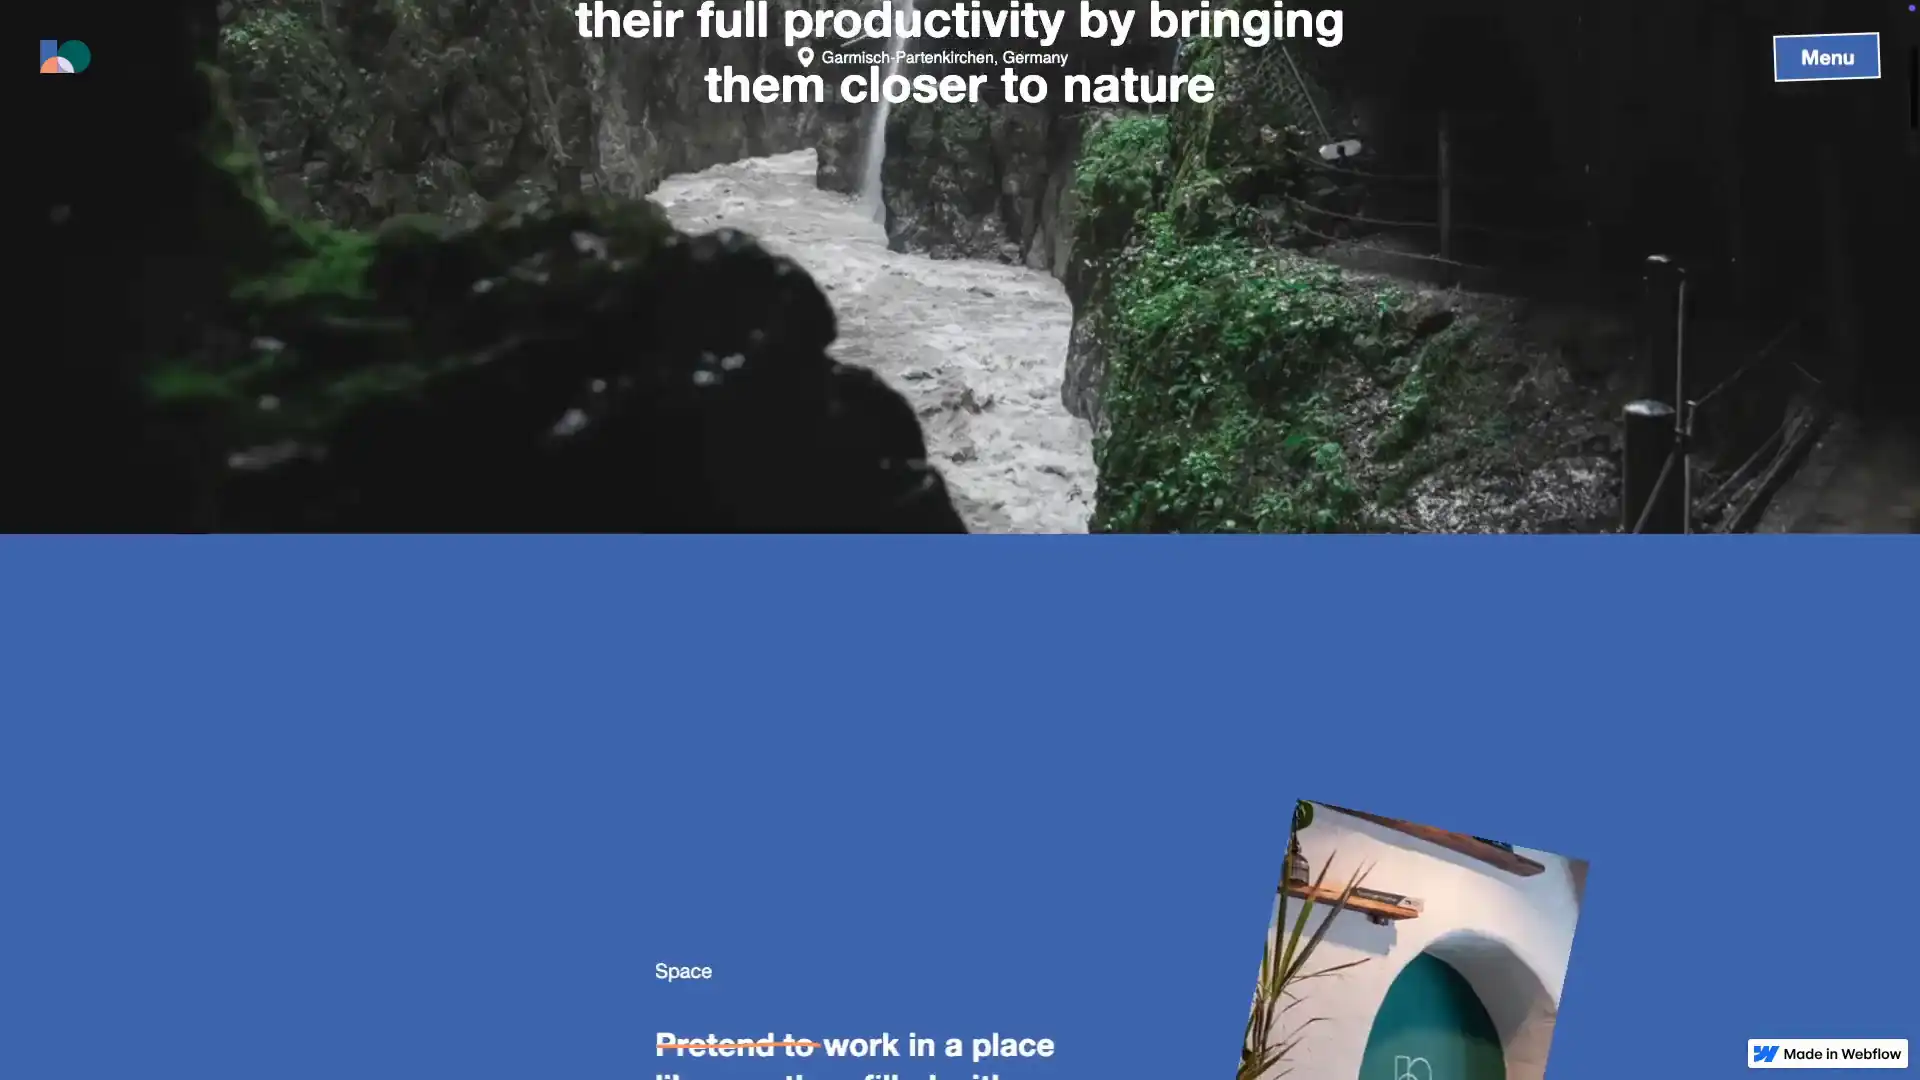 their full productivity by bringing
Garmisch-Partenkirchen, Germany
them closer to nature
Menu
Space
Pretend to work in a place
Made in Webflow